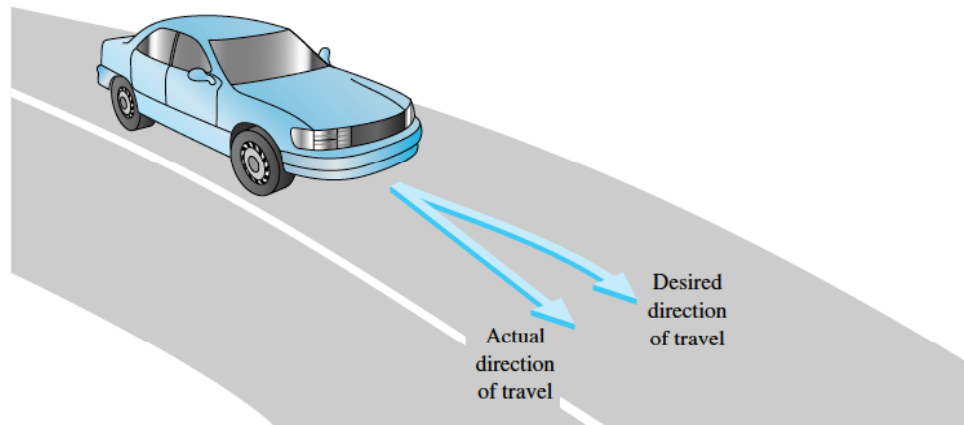 Desired
direction
of travel
Actual
direction
of travel